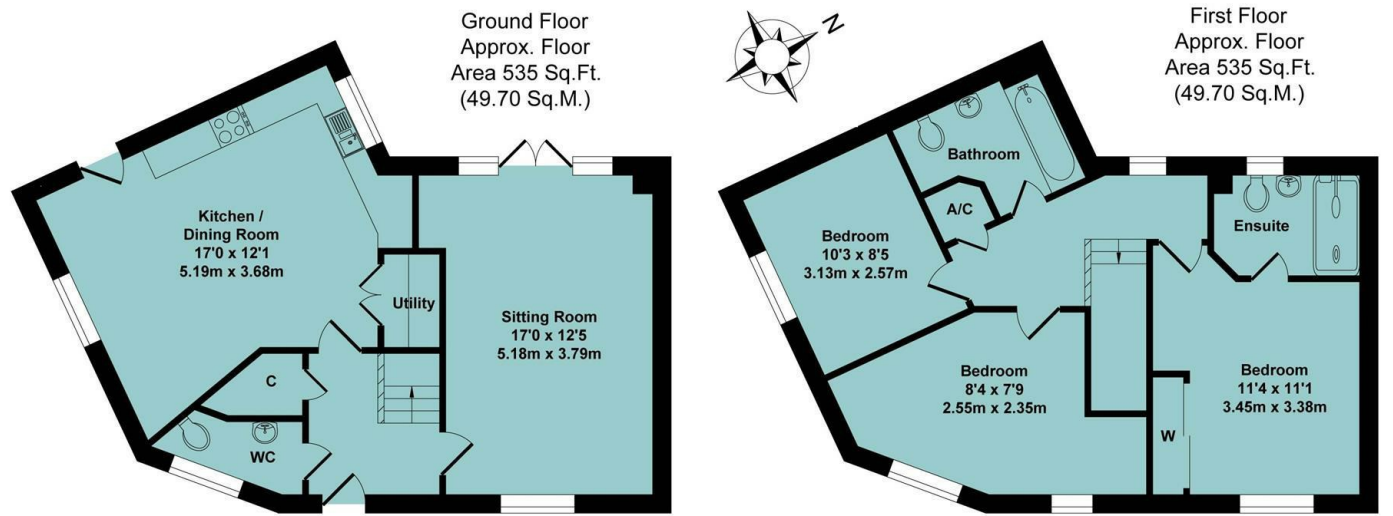 Ground Floor
Approx. Floor
Area 535 Sq.Ft.
(49.70 Sq.M.)
Kitchen /
Dining Room
17'0 x 12'1
5.19m x 3.68m
Utility
Sitting Room
17'0 x 12'5
5.18m x 3.79m
C
WC
N
First Floor
Approx. Floor
Area 535 Sq.Ft.
(49.70 Sq.M.)
Bathroom
A/C
Bedroom
10'3 x 8'5
3.13m x 2.57m
Ensuite
Bedroom
8'4 x 7'9
2.55m x 2.35m
Bedroom
11'4 x 11'1
3.45m x 3.38m
W